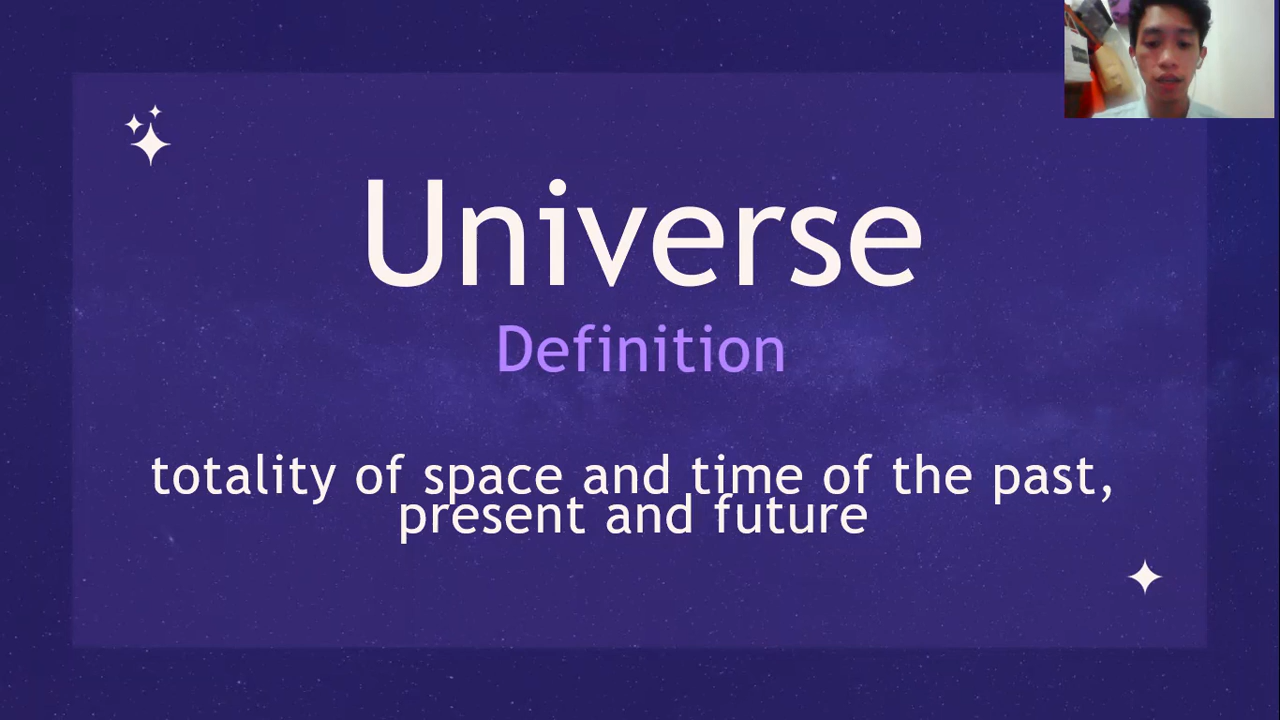 Universe
Definition
totality of space and time of the past,
present and future